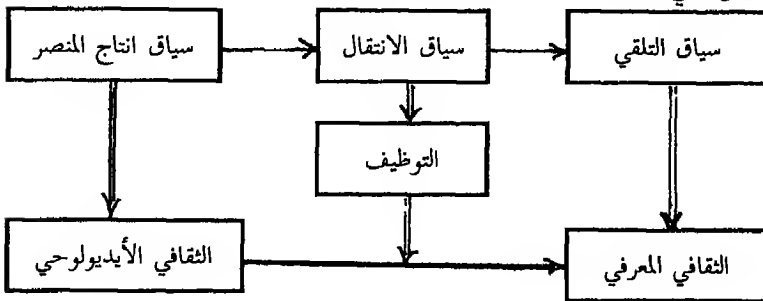 سياق التلقي
سياق الانتقال
سياق انتاج المنصر
التوظيف
الثقافي المعرفي
الثقافي الأيديولوحي